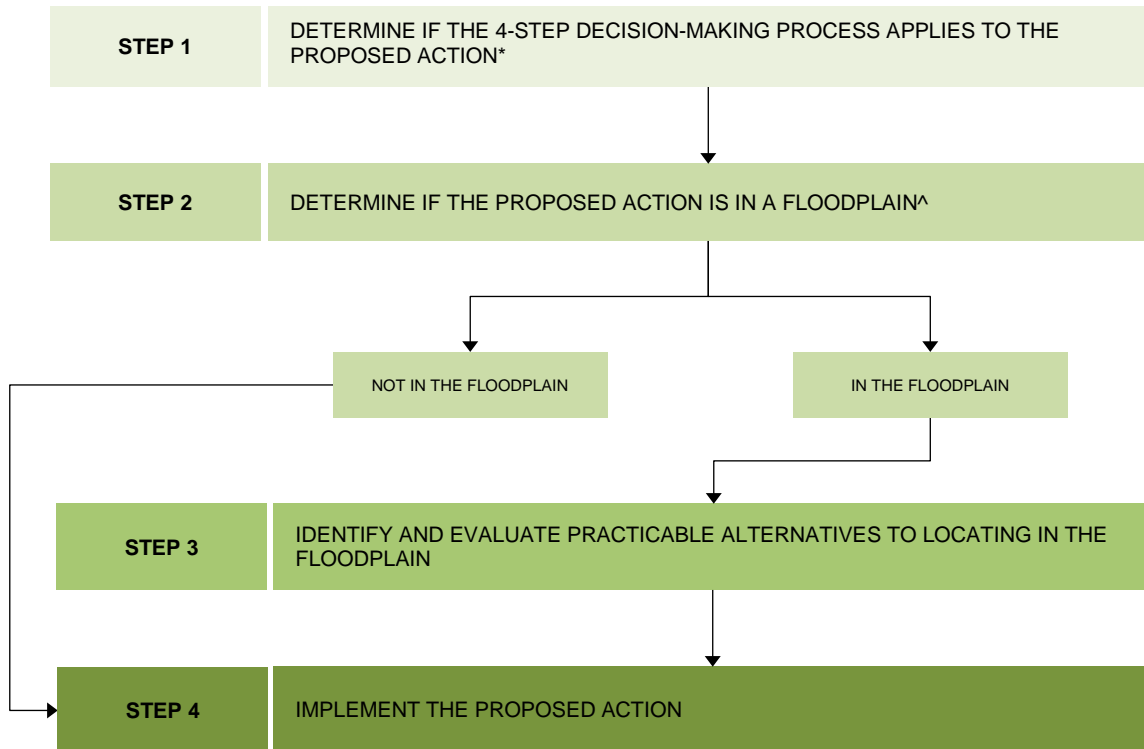 STEP 1
DETERMINE IF THE 4-STEP DECISION-MAKING PROCESS APPLIES TO THE
PROPOSED ACTION*
STEP 2
DETERMINE IF THE PROPOSED ACTION IS IN A FLOODPLAIN^
NOT IN THE FLOODPLAIN
IN THE FLOODPLAIN
STEP 3
IDENTIFY AND EVALUATE PRACTICABLE ALTERNATIVES TO LOCATING IN THE
FLOODPLAIN
STEP 4
IMPLEMENT THE PROPOSED ACTION